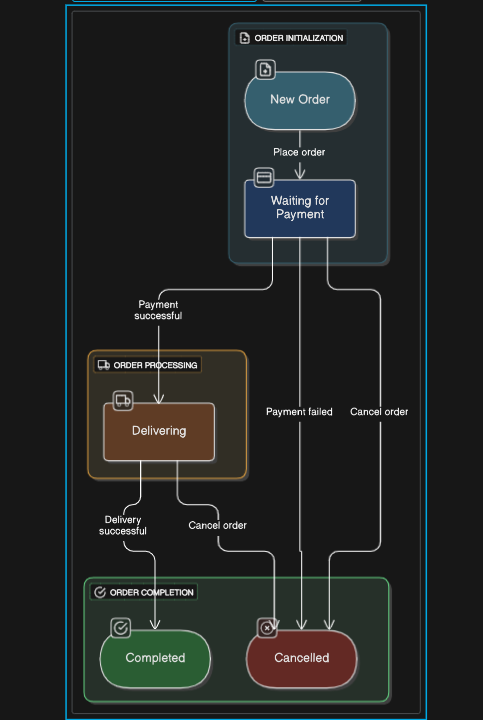 ORDER INITIALIZATION
New Order
Place order
Waiting for
Payment
Payment
successful
ORDER PROCESSING
Delivering
Payment failed
Cancel order
Delivery
successful
Cancel order
ORDER COMPLETION
Completed
Cancelled